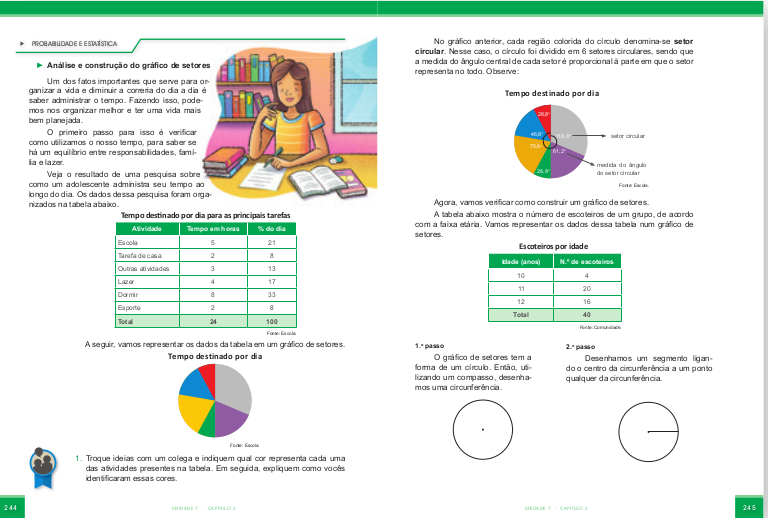 PROBABILIDADE E ESTATÍSTICA
Análise e construção do gráfico de setores
Um dos fatos importantes que serve para or-
ganizar a vida e diminuir a correria do dia a dia é
saber administrar o tempo. Fazendo isso, pode-
mos nos organizar melhor e ter uma vida mais
bem planejada.
O primeiro passo para isso é verificar
como utilizamos o nosso tempo, para saber se
há um equilíbrio entre responsabilidades, famí-
lia e lazer.
Veja o resultado de uma pesquisa sobre
como um adolescente administra seu tempo ao
longo do dia. Os dados dessa pesquisa foram orga-
nizados na tabela abaixo.
Tempo destinado por dia para as principais tarefas
Atividade Tempo em horas % do dia
Escola 5 21
Tarefa de casa 2 8
Outras atividades 3 13
Lazer 4 17
Dormir 8 33
Esporte 2 8
Total 24 100
Fonte: Escola.
A seguir, vamos representar os dados da tabela em um gráfico de setores.
Tempo destinado por dia
Fonte: Escola.
1. Troque ideias com um colega e indiquem qual cor representa cada uma
das atividades presentes na tabela. Em seguida, expliquem como vocês
identificaram essas cores.
244
UNIDADE 7 - CAPÍTULO 3
No gráfico anterior, cada região colorida do círculo denomina-se setor
circular. Nesse caso, o círculo foi dividido em 6 setores circulares, sendo que
a medida do ângulo central de cada setor é proporcional à parte em que o setor
representa no todo. Observe:
Tempo destinado por dia
28,8°
46,8°
61,2°
28,8°
setor circular
medida do ângulo
do setor circular
Fonte: Escola.
Agora, vamos verificar como construir um gráfico de setores.
A tabela abaixo mostra o número de escoteiros de um grupo, de acordo
com a faixa etária. Vamos representar os dados dessa tabela num gráfico de
setores.
Escoteiros por idade
Idade (anos) N.º de escoteiros
10 4
11 20
12 16
Total 40
Fonte: Comunidade.
1.º passo
O gráfico de setores tem a
forma de um círculo. Então, uti-
lizando um compasso, desenha-
mos uma circunferência.
2.º passo
Desenhamos um segmento ligan-
do o centro da circunferência a um ponto
qualquer da circunferência.
UNIDADE 7 - CAPÍTULO 3
245